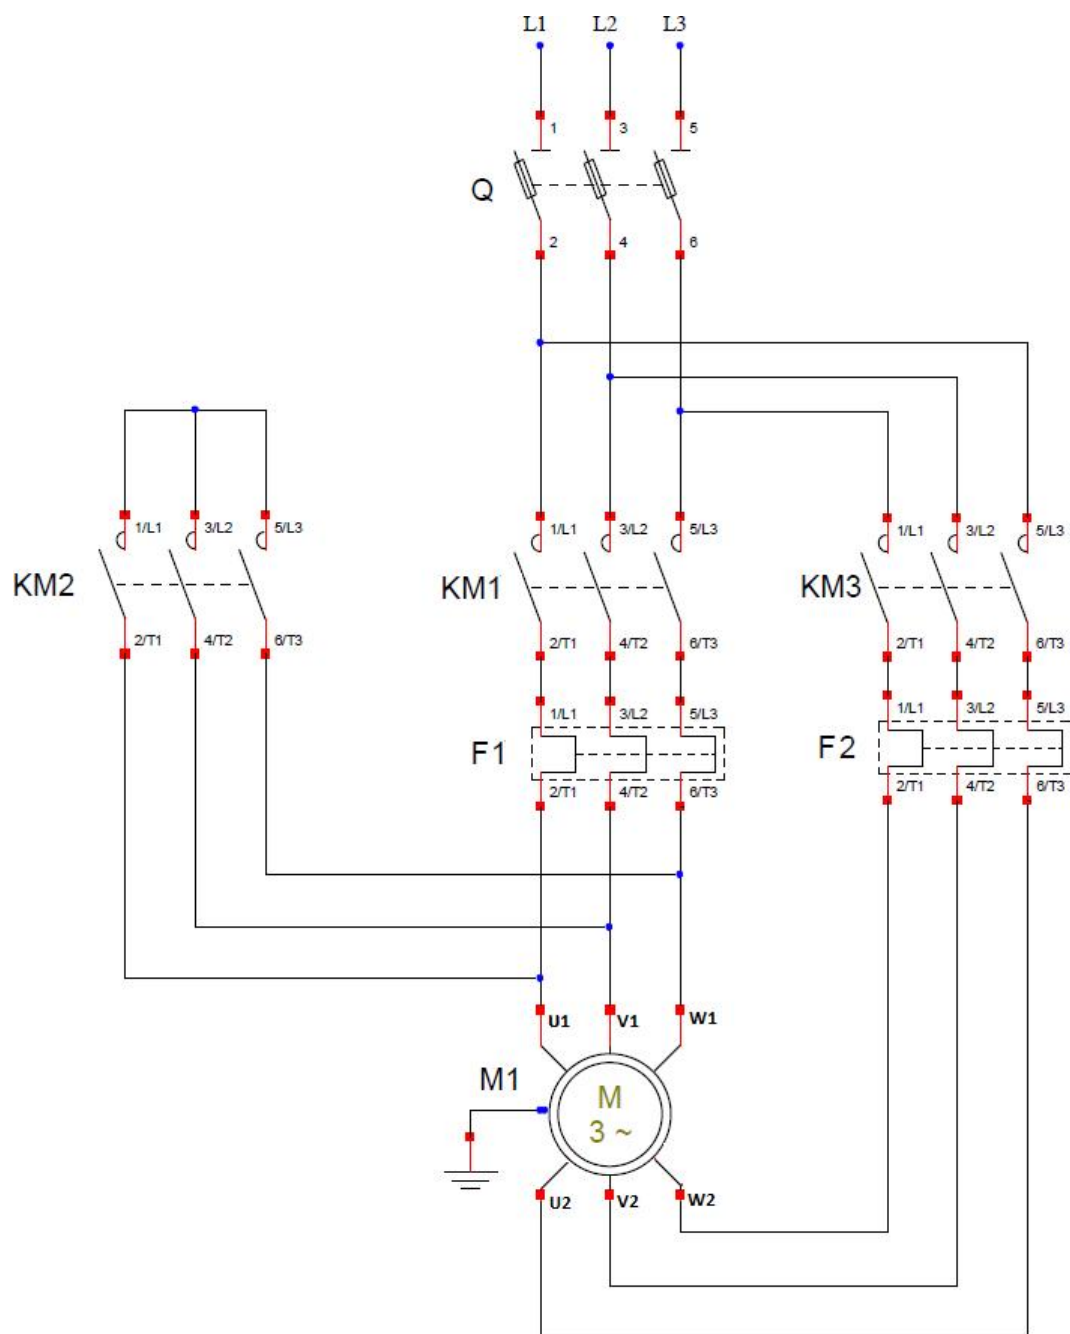 L1 L2 L3
1 3 5
Q
2 4 6
1/L1 3/L2 5/L3
1/L1 3/L2 5/L3
1/L1 3/L2 5/L3
KM2
KM1
KM3
2/T1 4/T2 6/T3
2/T1 4/T2 6/T3
2/T1 4/T2 6/T3
1/L1 3/L2 5/L3
1/L1 3/L2 5/L3
F1
F2
2/T1 4/T2 6/T3
2/T1 4/T2 6/T3
U1 V1 W1
M1
M
3 ~
U2 V2 W2